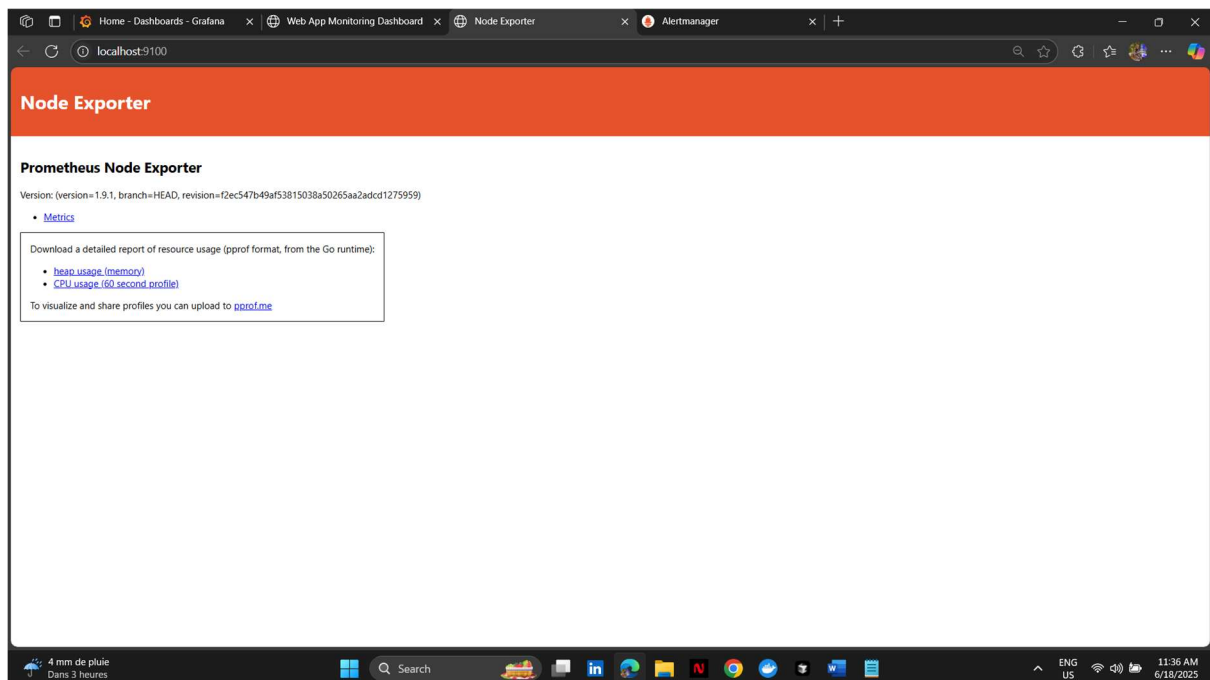 Home - Dashboards - Grafana
Web App Monitoring Dashboard
Node Exporter
Alertmanager
localhost:9100
Node Exporter
Prometheus Node Exporter
Version: (version=1.9.1, branch=HEAD, revision=f2ec547b49af53815038a50265aa2adcd1275959)
Metrics
Download a detailed report of resource usage (pprof format, from the Go runtime):
heap usage (memory)
CPU usage (60 second profile)
To visualize and share profiles you can upload to pprof.me
4 mm de pluie
Dans 3 heures
Search
in
N
W
ENG
US
11:36 AM
6/18/2025